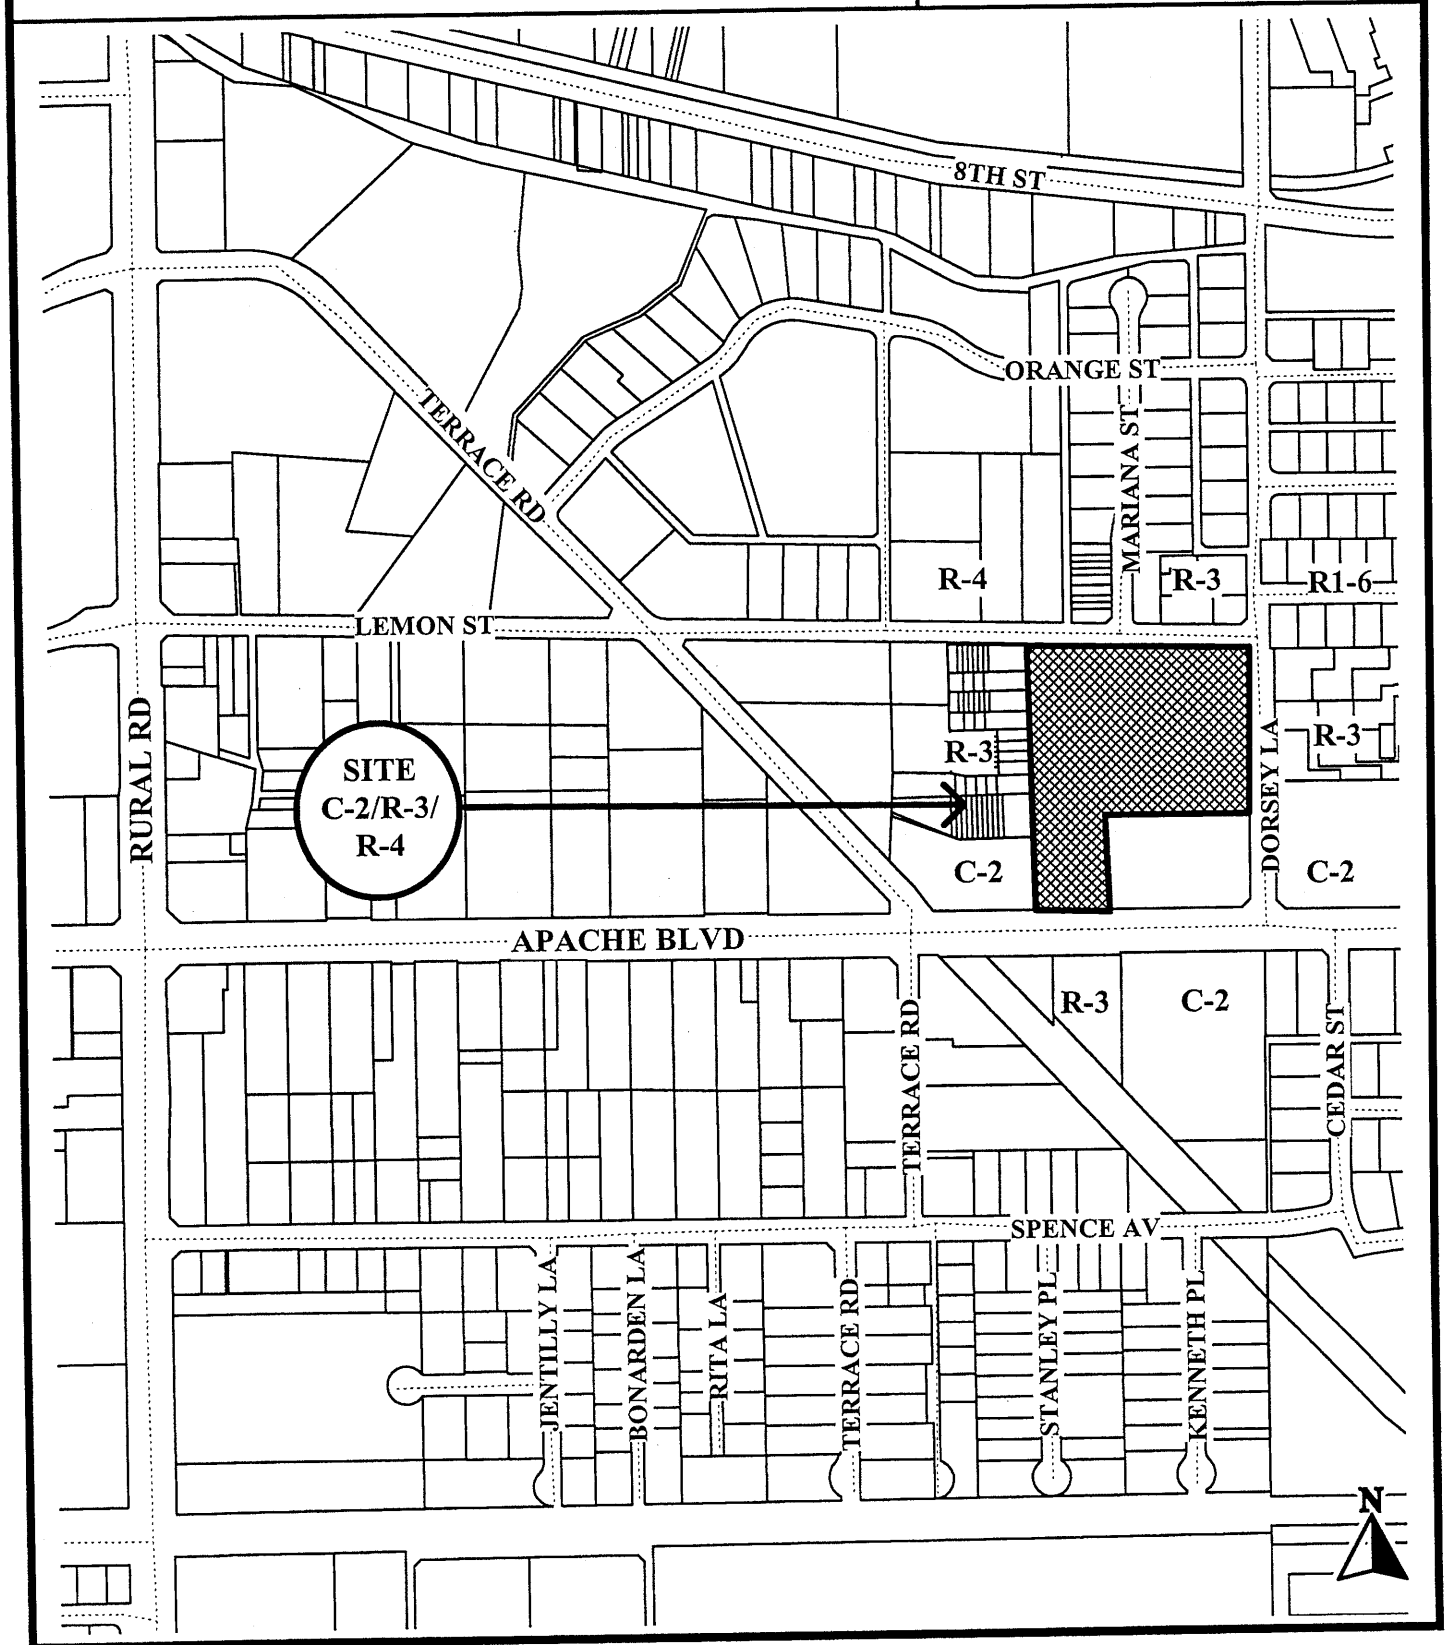 8TH ST
ORANGE ST
TERRACE RD
MARIANA ST
R-4
R-3
R1-6
LEMON ST
RURAL RD
SITE
C-2/R-3/
R-4
R-3
DORSEY LA
R-3
C-2
C-2
APACHE BLVD
TERRACE RD
R-3
C-2
CEDAR ST
SPENCE AV
JENTILLY LA
BONARDEN LA
RITA LA
TERRACE RD
STANLEY PL
KENNETH PL
N